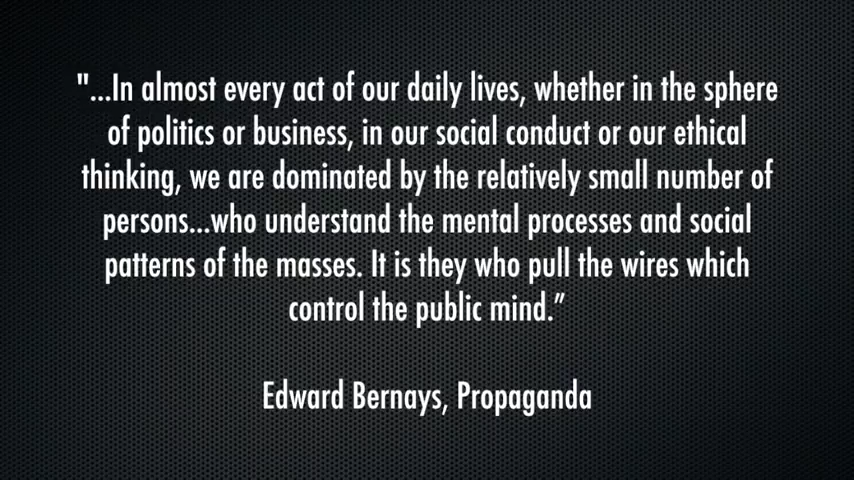 "...In almost every act of our daily lives, whether in the sphere
of politics or business, in our social conduct or our ethical
thinking, we are dominated by the relatively small number of
persons...who understand the mental processes and social
patterns of the masses. It is they who pull the wires which
control the public mind.”
Edward Bernays, Propaganda